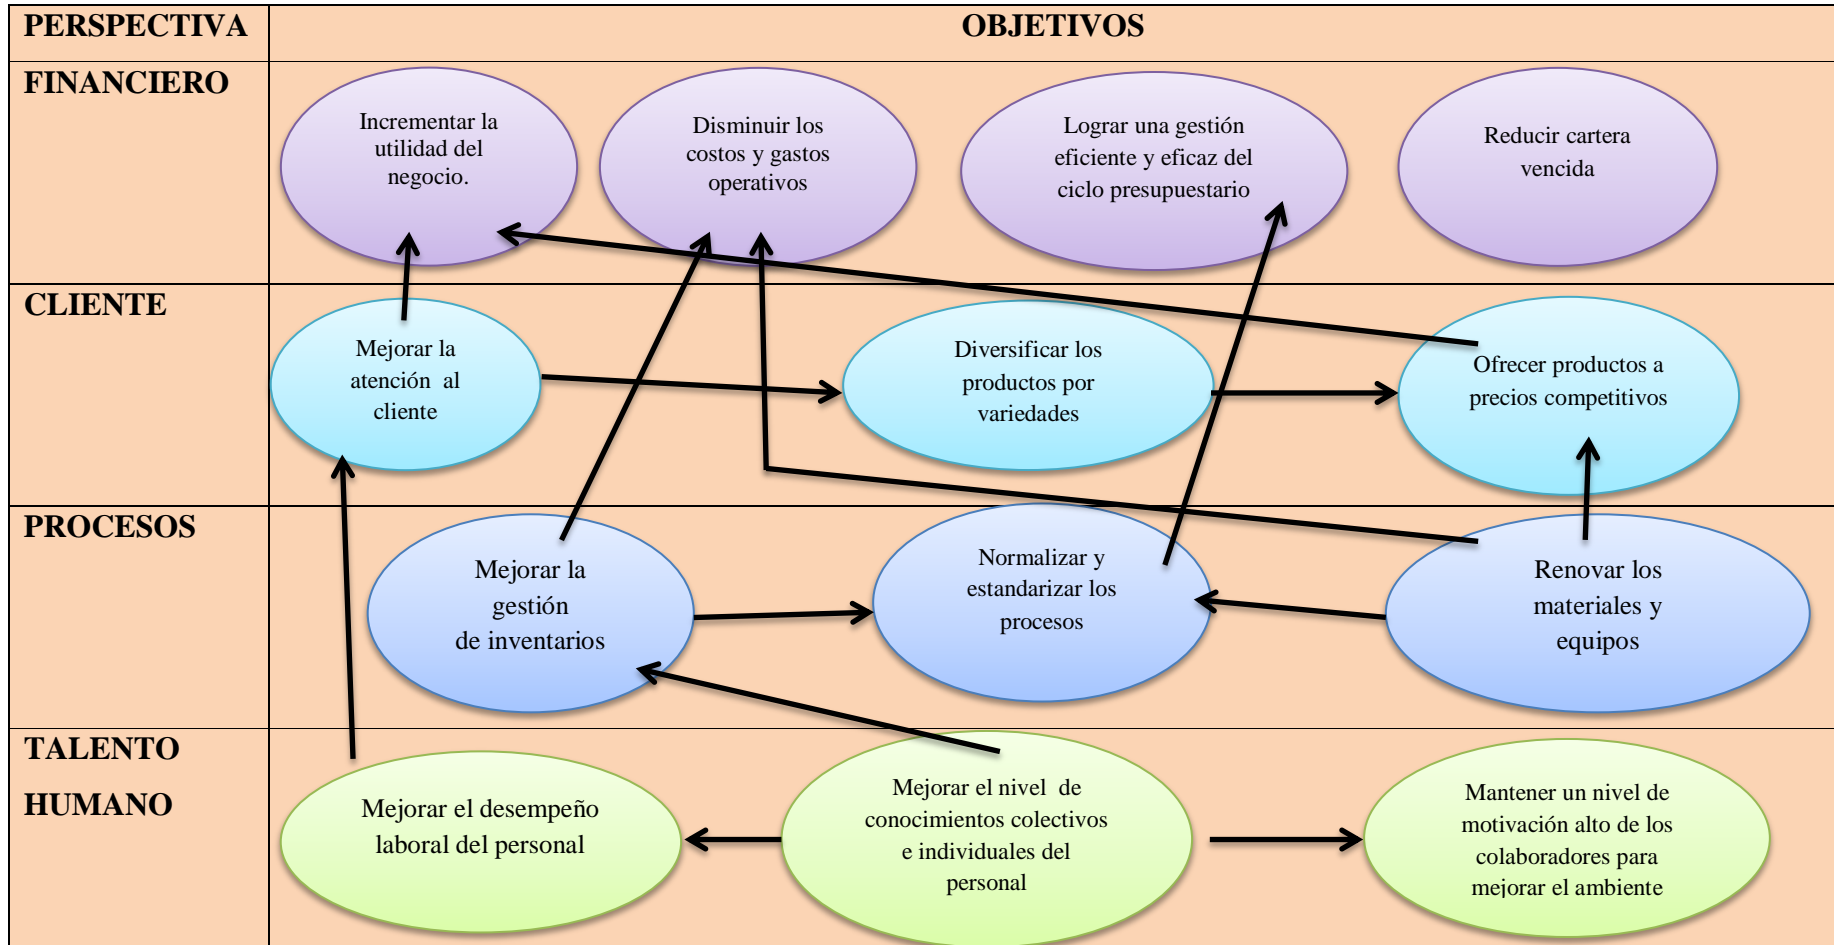 PERSPECTIVA
OBJETIVOS
FINANCIERO
Incrementar la
utilidad del
negocio.
Disminuir los
costos y gastos
operativos
Lograr una gestión
eficiente y eficaz del
ciclo presupuestario
Reducir cartera
vencida
CLIENTE
Mejorar la
atención al
cliente
Diversificar los
productos por
variedades
Ofrecer productos a
precios competitivos
PROCESOS
Mejorar la
gestión
de inventarios
Normalizar y
estandarizar los
procesos
Renovar los
materiales y
equipos
TALENTO
HUMANO
Mejorar el desempeño
laboral del personal
Mejorar el nivel de
conocimientos colectivos
e individuales del
personal
Mantener un nivel de
motivación alto de los
colaboradores para
mejorar el ambiente